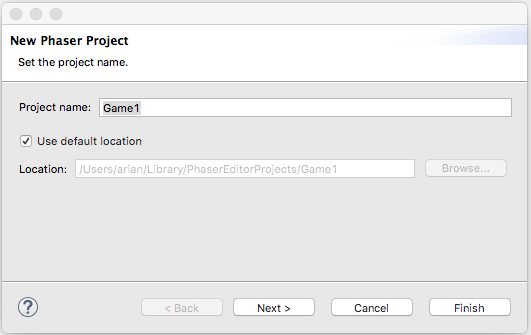 New Phaser Project
Set the project name.
Project name: Game1
Use default location
Location: /Users/arian/Library/PhaserEditorProjects/Game1 Browse...
? < Back Next > Cancel Finish